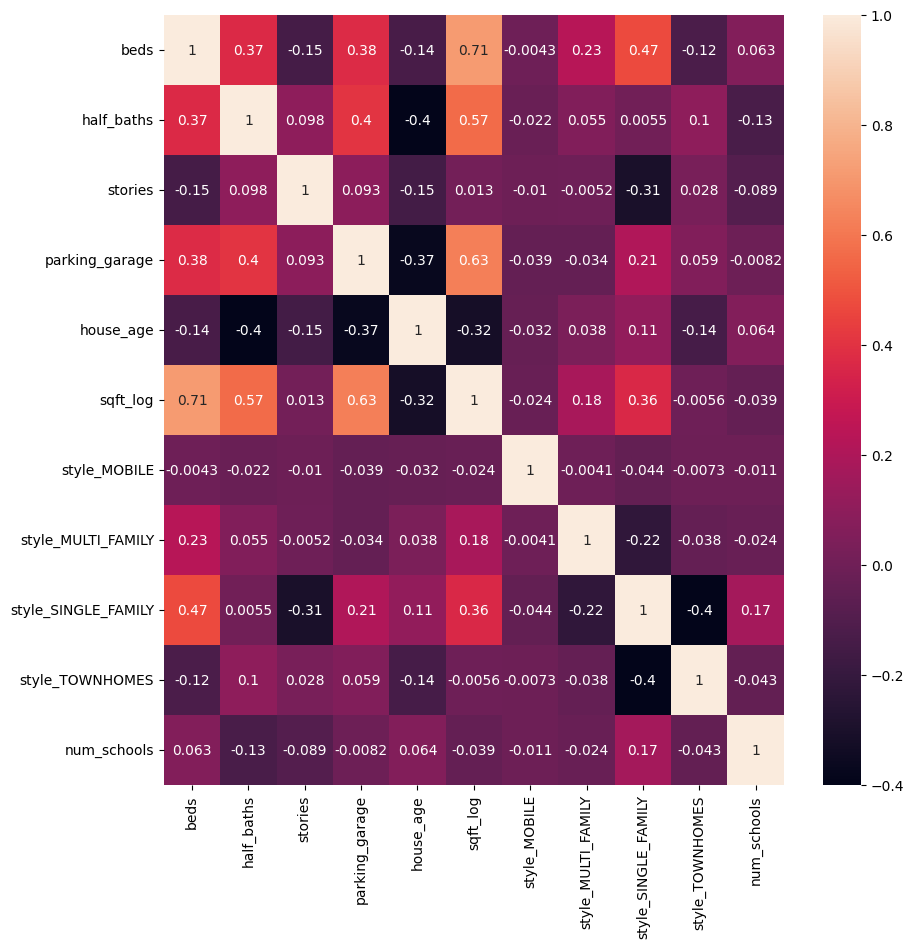 beds 1 0.37 -0.15 0.38 -0.14 0.71 -0.0043 0.23 0.47 -0.12 0.063
half_baths 0.37 1 0.098 0.4 -0.4 0.57 -0.022 0.055 0.0055 0.1 -0.13
stories -0.15 0.098 1 0.093 -0.15 0.013 -0.01 -0.0052 -0.31 0.028 -0.089
parking_garage 0.38 0.4 0.093 1 -0.37 0.63 -0.039 -0.034 0.21 0.059 -0.0082
house_age -0.14 -0.4 -0.15 -0.37 1 -0.32 -0.032 0.038 0.11 -0.14 0.064
sqft_log 0.71 0.57 0.013 0.63 -0.32 1 -0.024 0.18 0.36 -0.0056 -0.039
style_MOBILE -0.0043 -0.022 -0.01 -0.039 -0.032 -0.024 1 -0.0041 -0.044 -0.0073 -0.011
style_MULTI_FAMILY 0.23 0.055 -0.0052 -0.034 0.038 0.18 -0.0041 1 -0.22 -0.038 -0.024
style_SINGLE_FAMILY 0.47 0.0055 -0.31 0.21 0.11 0.36 -0.044 -0.22 1 -0.4 0.17
style_TOWNHOMES -0.12 0.1 0.028 0.059 -0.14 -0.0056 -0.0073 -0.038 -0.4 1 -0.043
num_schools 0.063 -0.13 -0.089 -0.0082 0.064 -0.039 -0.011 -0.024 0.17 -0.043 1
beds
half_baths
stories
parking_garage
house_age
sqft_log
style_MOBILE
style_MULTI_FAMILY
style_SINGLE_FAMILY
style_TOWNHOMES
num_schools
1.0
0.8
0.6
0.4
0.2
0.0
−0.2
−0.4